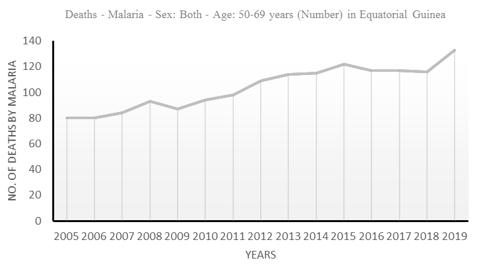 Deaths - Malaria - Sex: Both - Age: 50-69 years (Number) in Equatorial Guinea
NO. OF DEATHS BY MALARIA
140
120
100
80
60
40
20
0
2005 2006 2007 2008 2009 2010 2011 2012 2013 2014 2015 2016 2017 2018 2019
YEARS